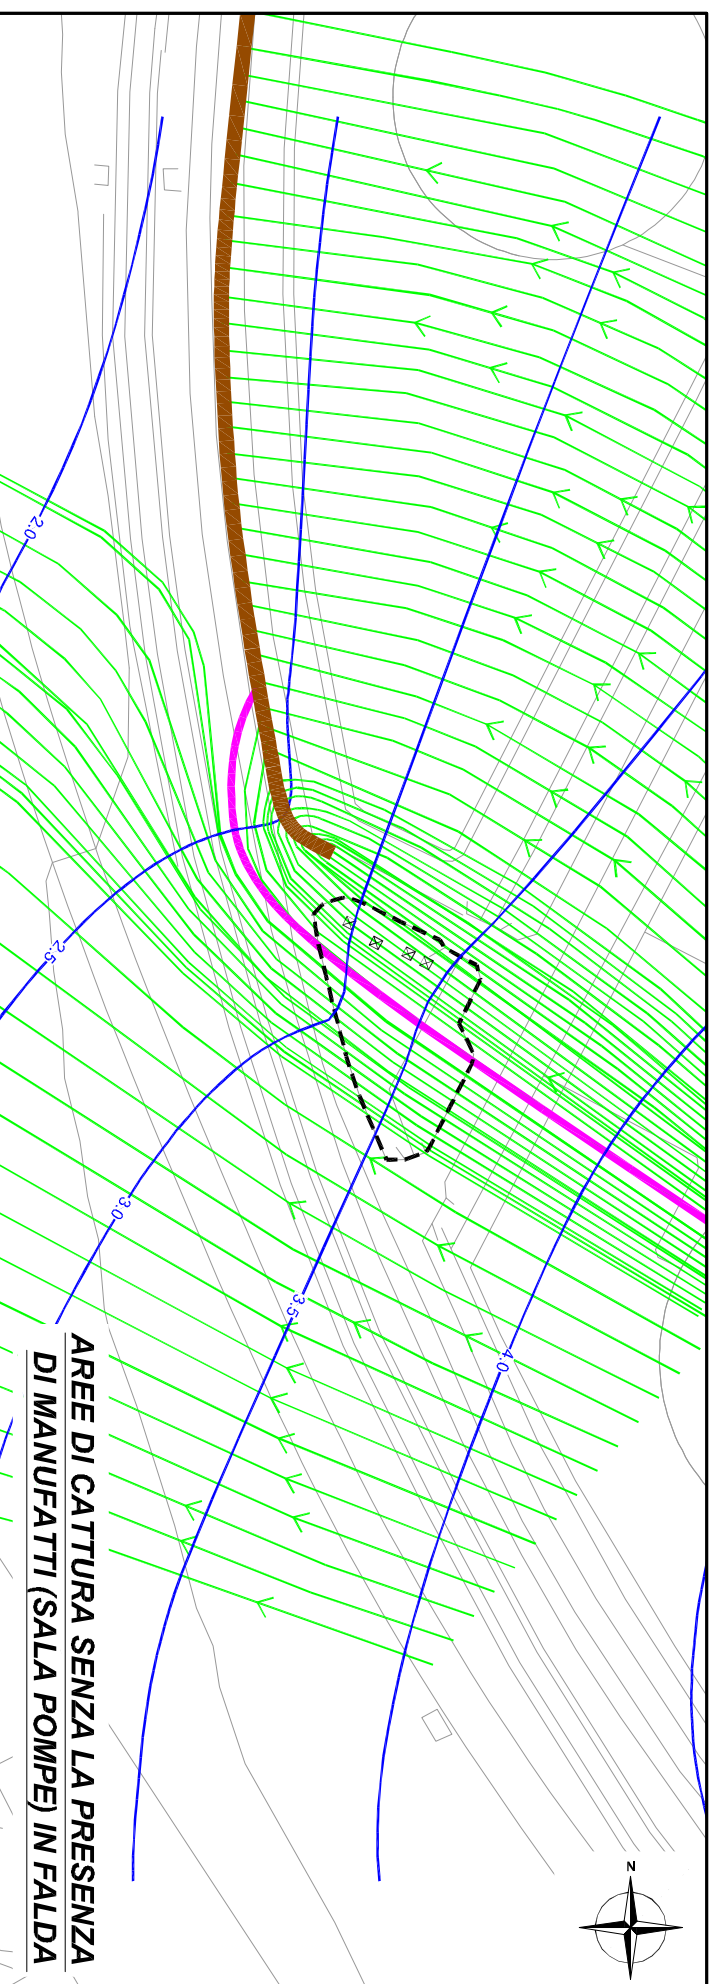 N
2.0
2.5
3.0
3.5
4.0
AREE DI CATTURA SENZA LA PRESENZA
DI MANUFATTI (SALA POMPE) IN FALDA